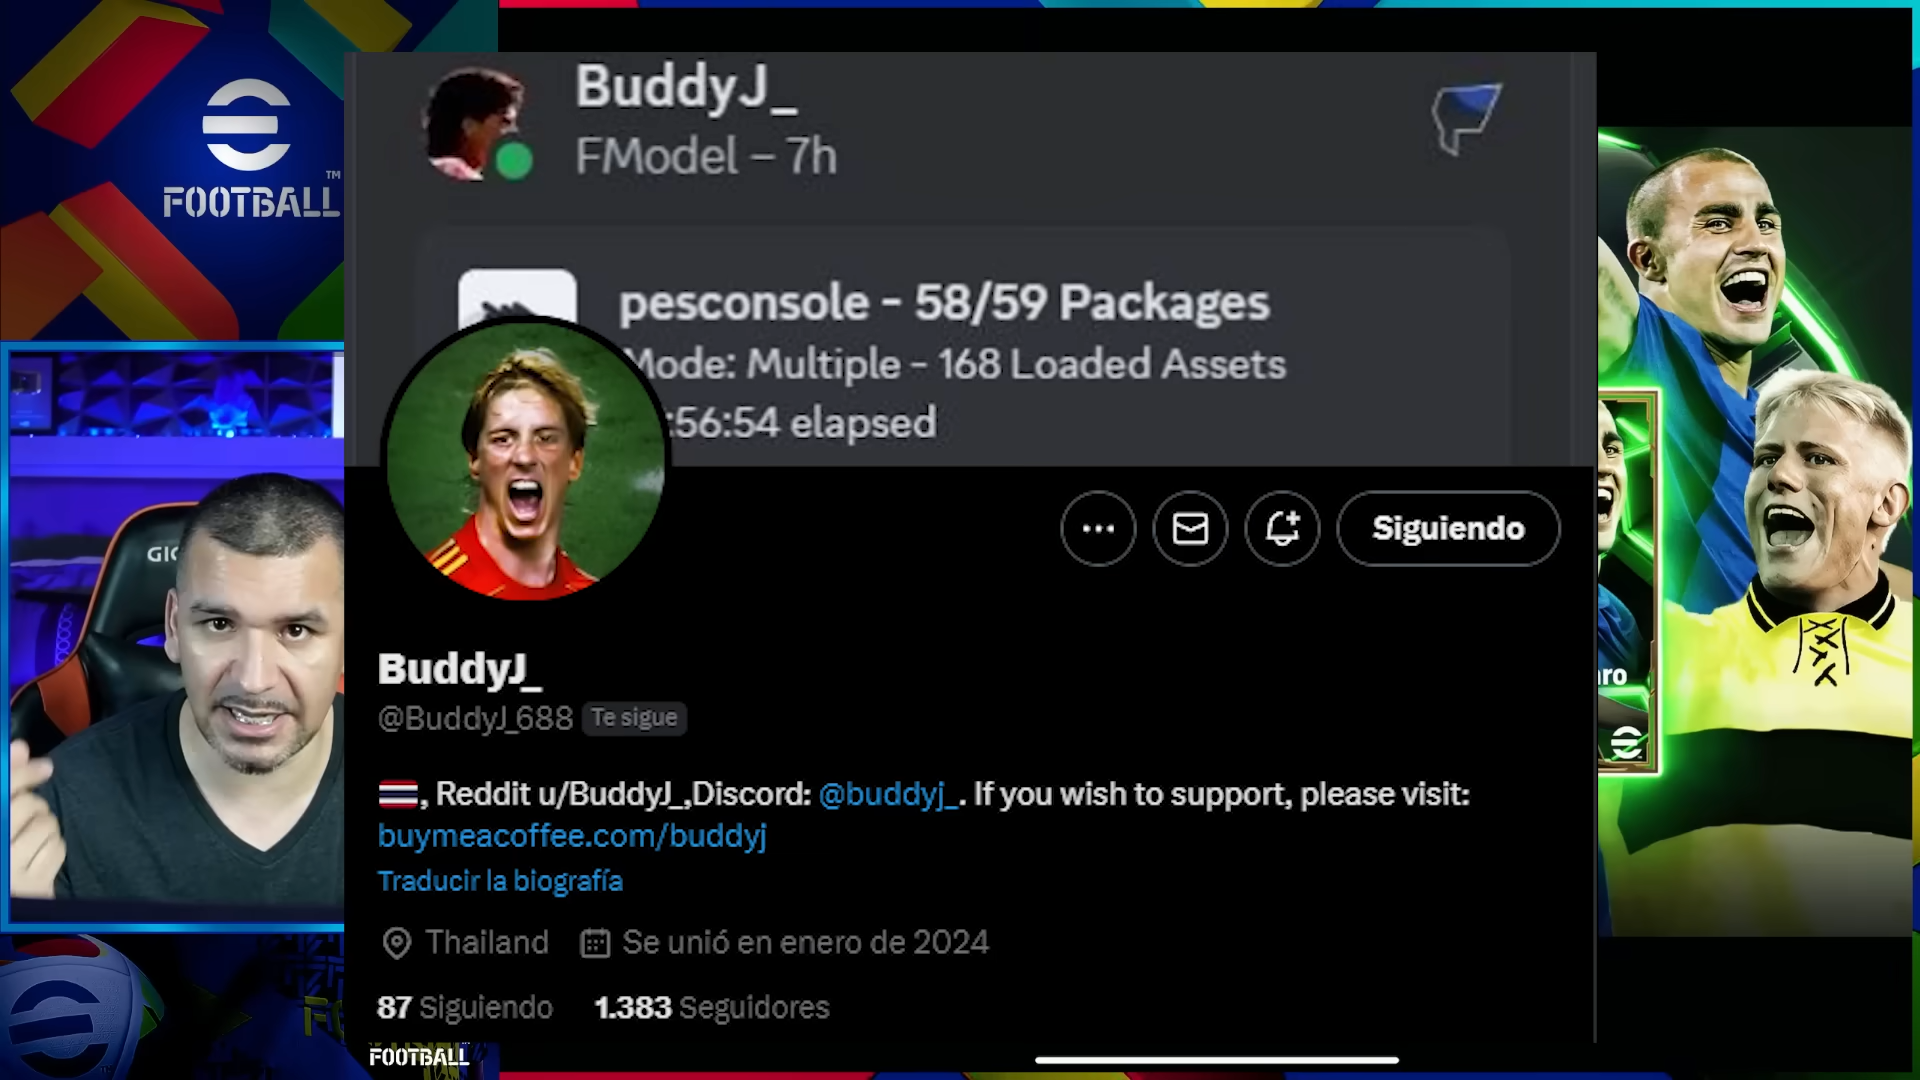 BuddyJ_
FModel – 7h
FOOTBALL™
pesconsole - 58/59 Packages
Mode: Multiple - 168 Loaded Assets
:56:54 elapsed
Siguiendo
BuddyJ_
@BuddyJ_688 Te sigue
, Reddit u/BuddyJ_,Discord: @buddyj_. If you wish to support, please visit:
buymeacoffee.com/buddyj
Traducir la biografía
Thailand Se unió en enero de 2024
87 Siguiendo 1.383 Seguidores
FOOTBALL